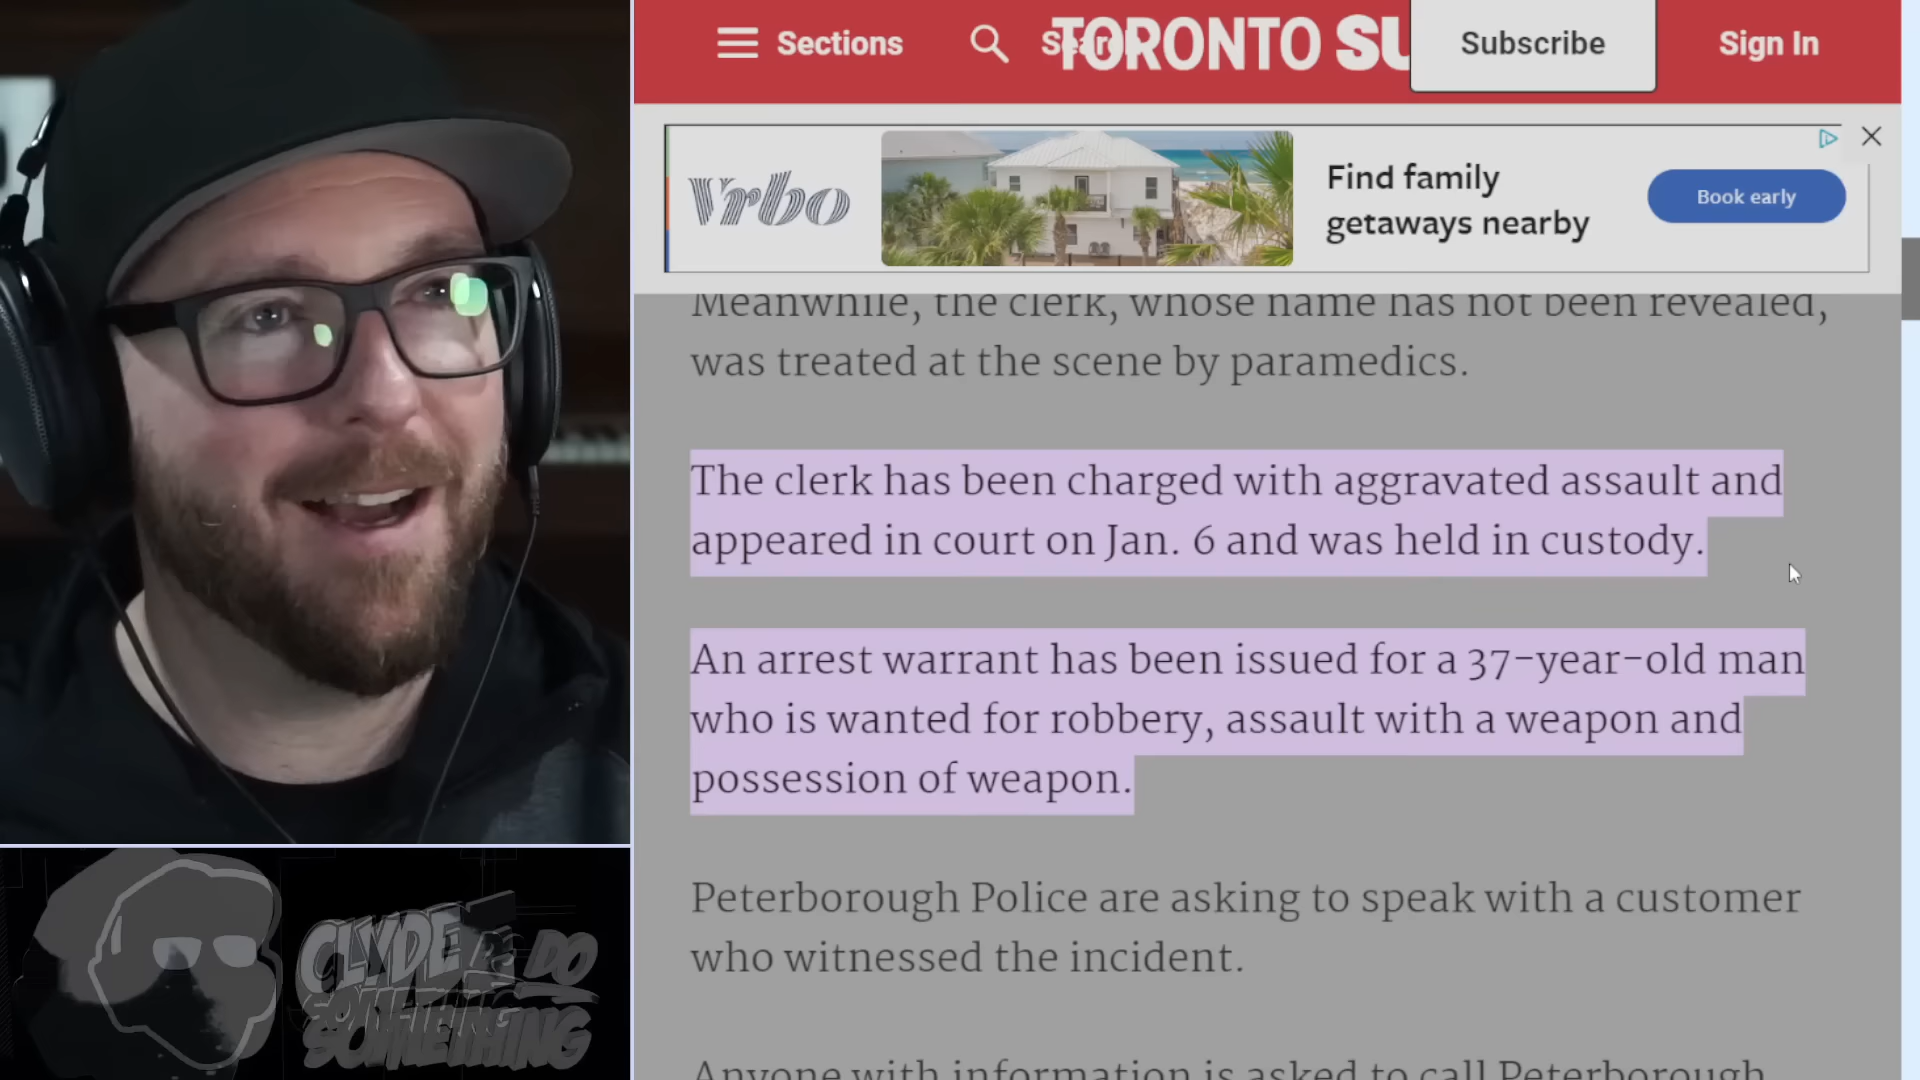 Sections
Search
TORONTO SU
Subscribe
Sign In
Vrbo
Find family
getaways nearby
Book early
Meanwhile, the clerk, whose name has not been revealed,
was treated at the scene by paramedics.
The clerk has been charged with aggravated assault and
appeared in court on Jan. 6 and was held in custody.
An arrest warrant has been issued for a 37-year-old man
who is wanted for robbery, assault with a weapon and
possession of weapon.
Peterborough Police are asking to speak with a customer
who witnessed the incident.
Anyone with information is asked to call Peterborough
CLYDE DO
SOMETHING